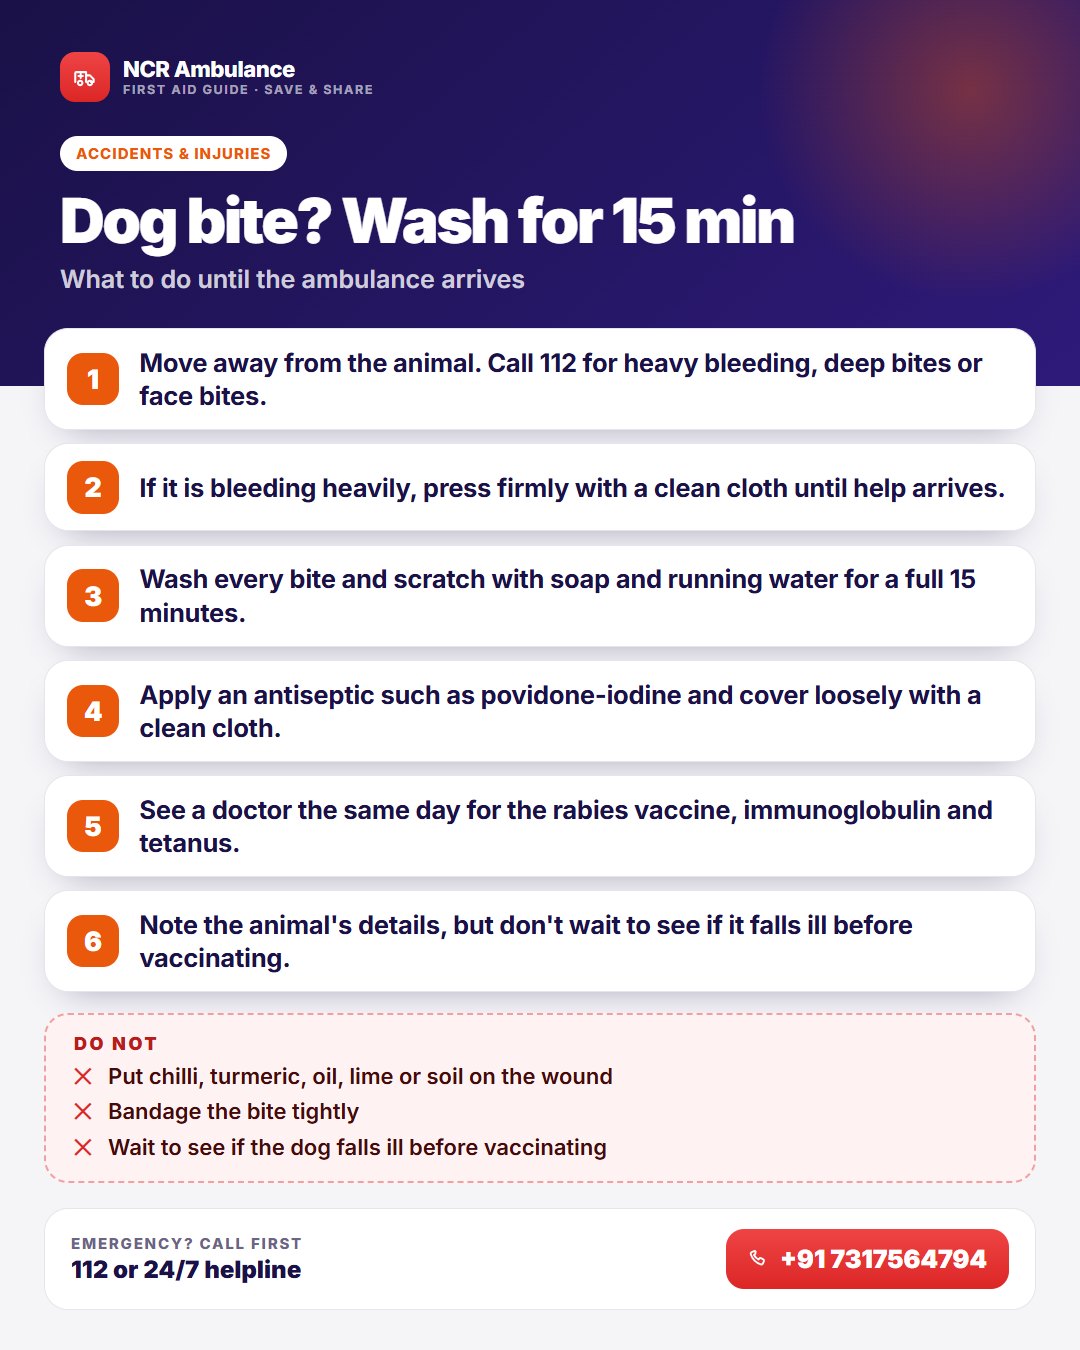 NCR Ambulance
FIRST AID GUIDE · SAVE & SHARE
ACCIDENTS & INJURIES
Dog bite? Wash for 15 min
What to do until the ambulance arrives
1
Move away from the animal. Call 112 for heavy bleeding, deep bites or
face bites.
2
If it is bleeding heavily, press firmly with a clean cloth until help arrives.
3
Wash every bite and scratch with soap and running water for a full 15
minutes.
4
Apply an antiseptic such as povidone-iodine and cover loosely with a
clean cloth.
5
See a doctor the same day for the rabies vaccine, immunoglobulin and
tetanus.
6
Note the animal's details, but don't wait to see if it falls ill before
vaccinating.
DO NOT
Put chilli, turmeric, oil, lime or soil on the wound
Bandage the bite tightly
Wait to see if the dog falls ill before vaccinating
EMERGENCY? CALL FIRST
112 or 24/7 helpline
+91 7317564794